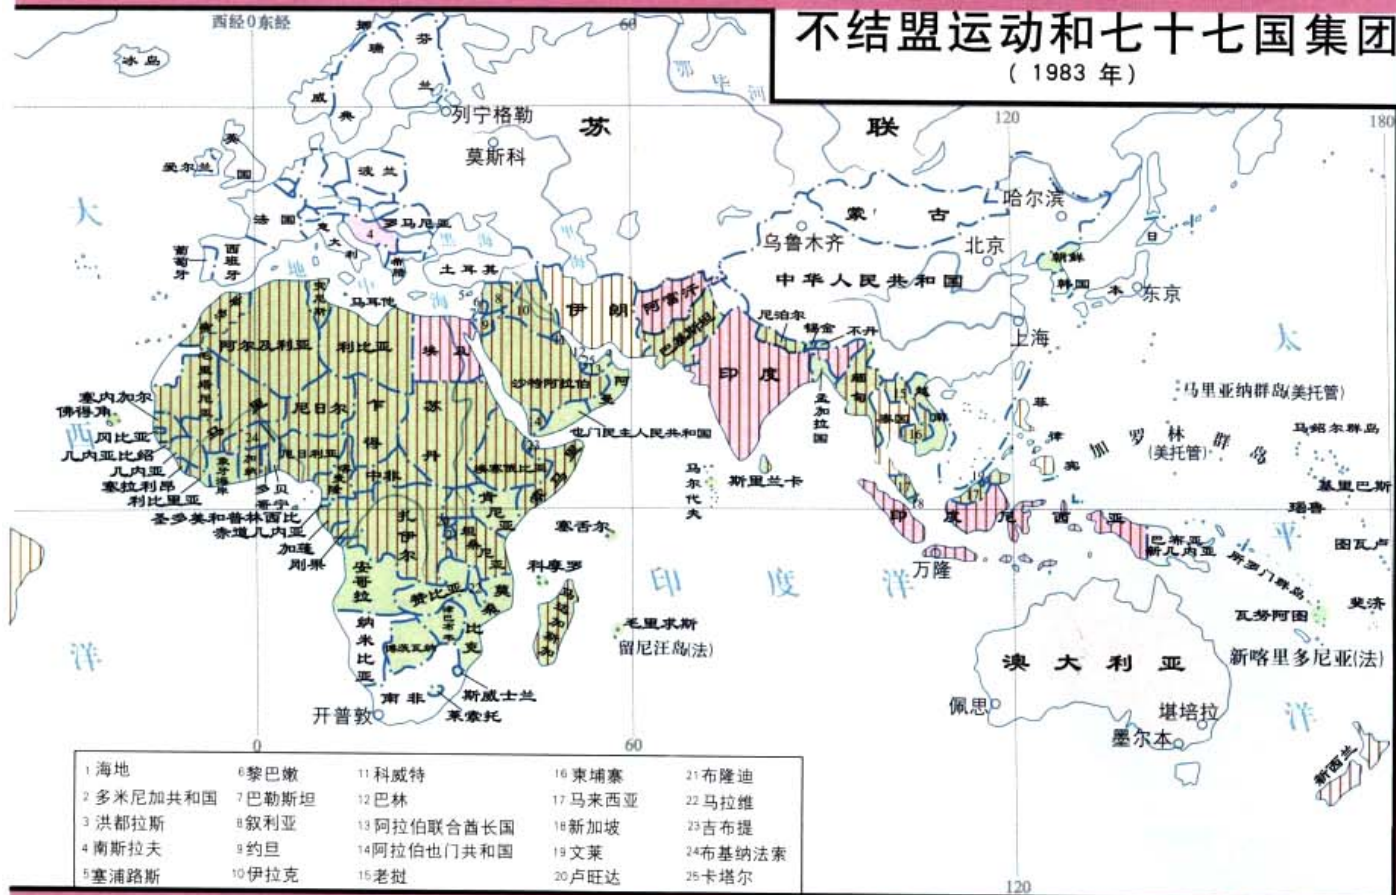 不结盟运动和七十七国集团
( 1983 年 )
西经0东经
60
120
180
冰岛
挪
威
瑞
典
芬
兰
鄂毕河
列宁格勒
莫斯科
苏
联
英
国
爱尔兰
波兰
法国
罗马尼亚
意大利
希腊
葡萄牙
西班牙
黑海
里海
地中海
土耳其
马耳他
蒙古
乌鲁木齐
哈尔滨
北京
中华人民共和国
上海
朝鲜
韩国
日本
东京
大
西
洋
太
平
洋
突尼斯
阿尔及利亚
利比亚
埃及
毛里塔尼亚
尼日尔
乍得
苏丹
沙特阿拉伯
阿曼
伊朗
阿富汗
巴基斯坦
尼泊尔
锡金
不丹
印度
孟加拉国
缅甸
泰国
越
菲律宾
也门民主人民共和国
塞内加尔
佛得角
冈比亚
几内亚比绍
几内亚
塞拉利昂
利比里亚
加纳
多哥
贝宁
尼日利亚
喀麦隆
中非
埃塞俄比亚
索马里
圣多美和普林西比
赤道几内亚
加蓬
刚果
扎伊尔
肯尼亚
坦桑尼亚
塞舌尔
科摩罗
马尔代夫
斯里兰卡
安哥拉
赞比亚
莫桑比克
津巴布韦
马达加斯加
毛里求斯
留尼汪岛(法)
纳米比亚
博茨瓦纳
南非
斯威士兰
莱索托
开普敦
印度洋
印度尼西亚
万隆
巴布亚
新几内亚
马里亚纳群岛(美托管)
加罗林群岛
(美托管)
马绍尔群岛
基里巴斯
瑙鲁
图瓦卢
所罗门群岛
斐济
瓦努阿图
新喀里多尼亚(法)
澳大利亚
佩思
堪培拉
墨尔本
新西兰
0
60
120
1 海地
2 多米尼加共和国
3 洪都拉斯
4 南斯拉夫
5 塞浦路斯
6 黎巴嫩
7 巴勒斯坦
8 叙利亚
9 约旦
10 伊拉克
11 科威特
12 巴林
13 阿拉伯联合酋长国
14 阿拉伯也门共和国
15 老挝
16 柬埔寨
17 马来西亚
18 新加坡
19 文莱
20 卢旺达
21 布隆迪
22 马拉维
23 吉布提
24 布基纳法索
25 卡塔尔